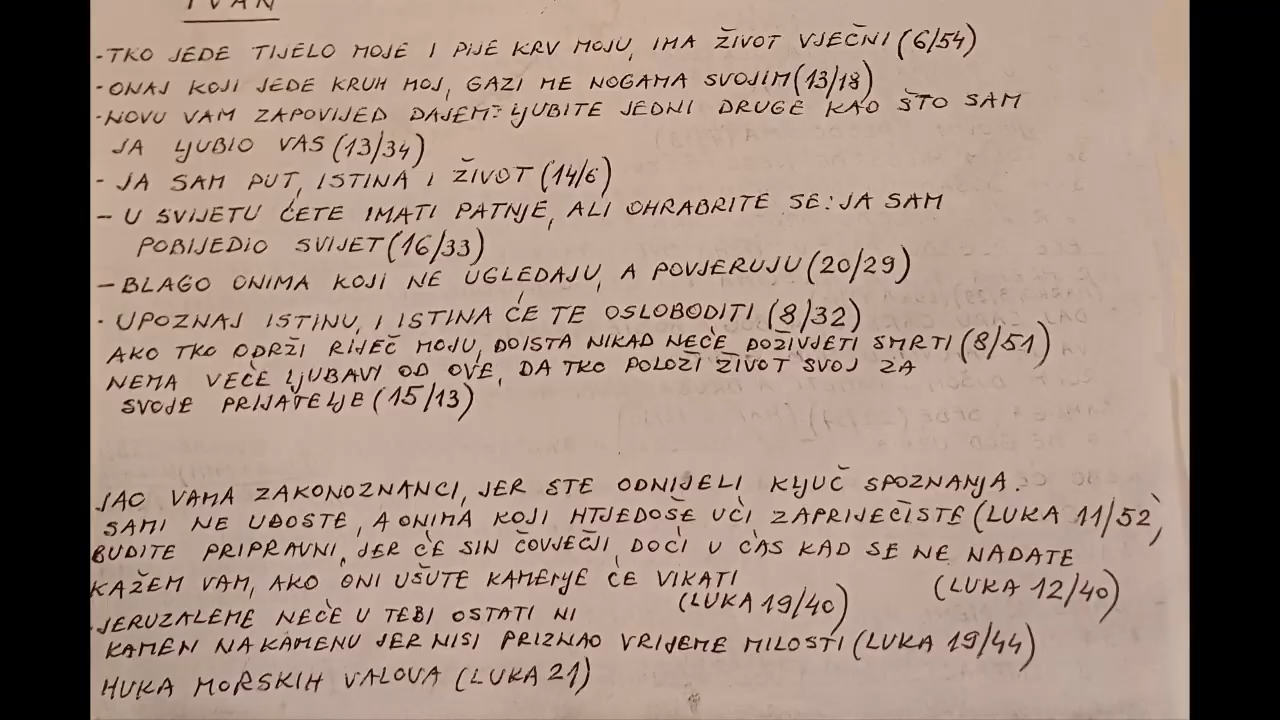 IVAN
- TKO JEDE TIJELO MOJE I PIJE KRV MOJU, IMA ŽIVOT VJEČNI (6/54)
- ONAJ KOJI JEDE KRUH MOJ, GAZI ME NOGAMA SVOJIM (13/18)
- NOVU VAM ZAPOVIJED DAJEM: LJUBITE JEDNI DRUGE KAO ŠTO SAM
JA LJUBIO VAS (13/34)
- JA SAM PUT, ISTINA I ŽIVOT (14/6)
- U SVIJETU ĆETE IMATI PATNJE, ALI OHRABRITE SE: JA SAM
POBIJEDIO SVIJET (16/33)
- BLAGO ONIMA KOJI NE UGLEDAJU, A POVJERUJU (20/29)
- UPOZNAJ ISTINU, I ISTINA ĆE TE OSLOBODITI (8/32)
AKO TKO ODRŽI RIJEČ MOJU, DOISTA NIKAD NEĆE DOŽIVJETI SMRTI (8/51)
NEMA VEĆE LJUBAVI OD OVE, DA TKO POLOŽI ŽIVOT SVOJ ZA
SVOJE PRIJATELJE (15/13)
JAO VAMA ZAKONOZNANCI, JER STE ODNIJELI KLJUČ SPOZNANJA.
SAMI NE UĐOSTE, A ONIMA KOJI HTJEDOŠE UĆI ZAPRIJEČISTE (LUKA 11/52)
BUDITE PRIPRAVNI, JER ĆE SIN ČOVJEČJI DOĆI U ČAS KAD SE NE NADATE
(LUKA 12/40)
KAŽEM VAM, AKO ONI UŠUTE KAMENJE ĆE VIKATI
(LUKA 19/40)
JERUZALEME NEĆE U TEBI OSTATI NI
KAMEN NA KAMENU JER NISI PRIZNAO VRIJEME MILOSTI (LUKA 19/44)
HUKA MORSKIH VALOVA (LUKA 21)